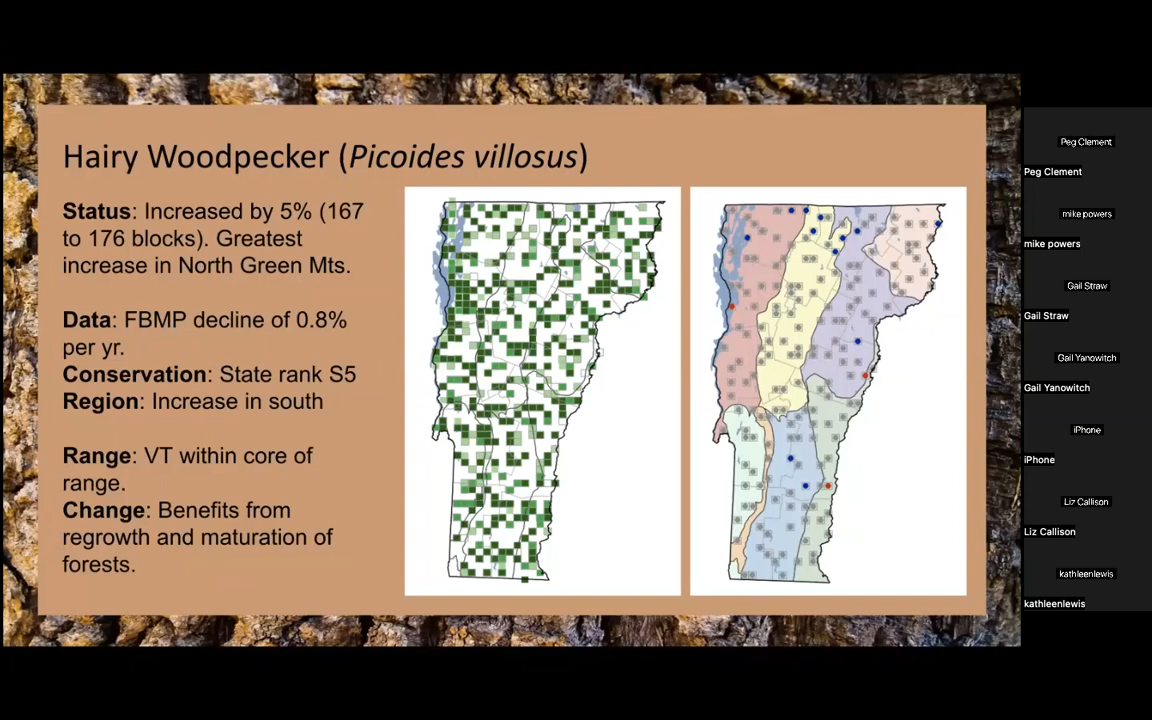 Hairy Woodpecker (Picoides villosus)
Status: Increased by 5% (167
to 176 blocks). Greatest
increase in North Green Mts.
Data: FBMP decline of 0.8%
per yr.
Conservation: State rank S5
Region: Increase in south
Range: VT within core of
range.
Change: Benefits from
regrowth and maturation of
forests.
Peg Clement
Peg Clement
mike powers
mike powers
Gail Straw
Gail Straw
Gail Yanowitch
Gail Yanowitch
iPhone
iPhone
Liz Callison
Liz Callison
kathleenlewis
kathleenlewis